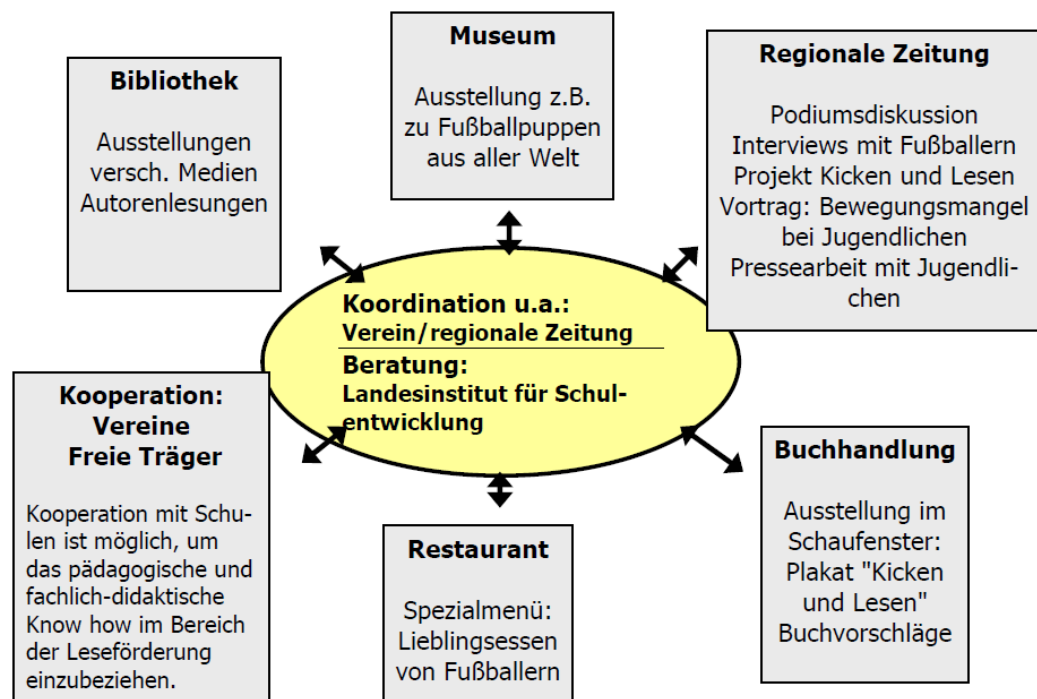 Museum
Ausstellung z.B.
zu Fußballpuppen
aus aller Welt
Bibliothek
Ausstellungen
versch. Medien
Autorenlesungen
Regionale Zeitung
Podiumsdiskussion
Interviews mit Fußballern
Projekt Kicken und Lesen
Vortrag: Bewegungsmangel
bei Jugendlichen
Pressearbeit mit Jugendli-
chen
Koordination u.a.:
Verein/regionale Zeitung
Beratung:
Landesinstitut für Schul-
entwicklung
Kooperation:
Vereine
Freie Träger
Kooperation mit Schu-
len ist möglich, um
das pädagogische und
fachlich-didaktische
Know how im Bereich
der Leseförderung
einzubeziehen.
Restaurant
Spezialmenü:
Lieblingsessen
von Fußballern
Buchhandlung
Ausstellung im
Schaufenster:
Plakat "Kicken
und Lesen"
Buchvorschläge